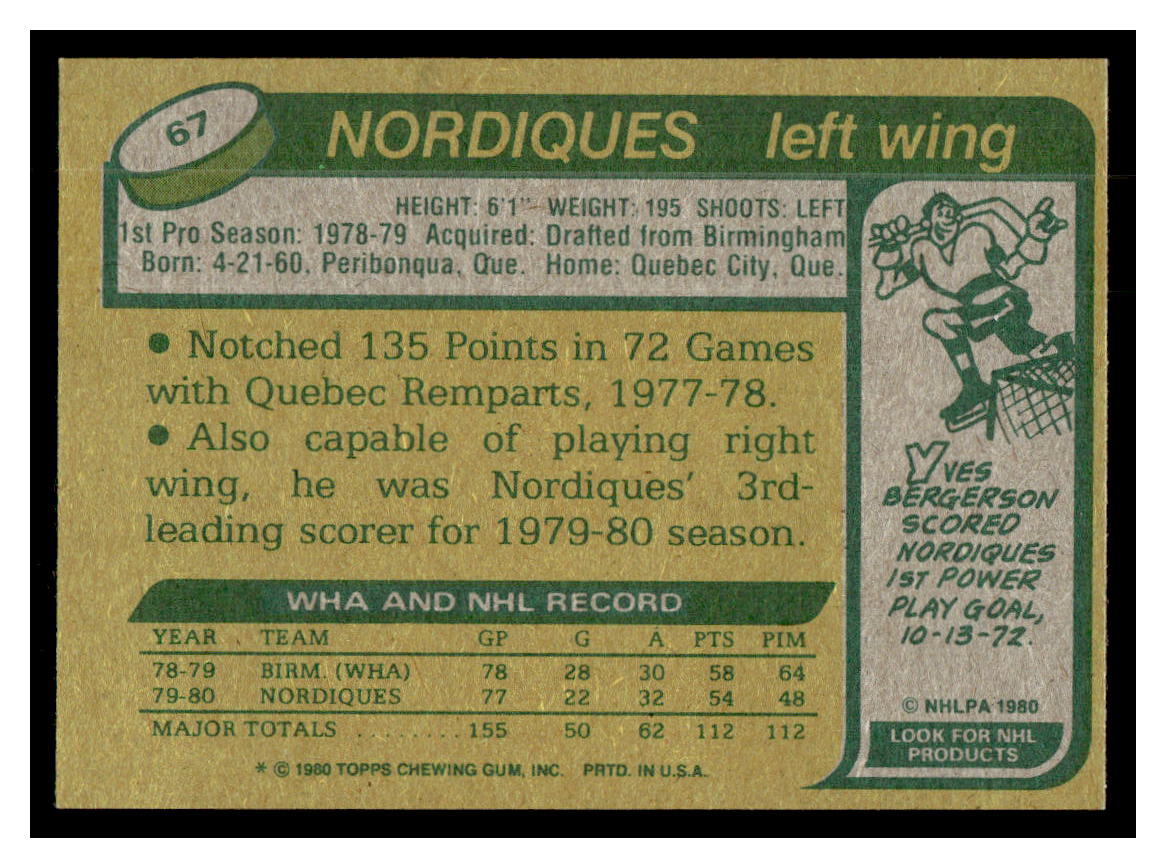 67
NORDIQUES left wing
HEIGHT: 6'1" WEIGHT: 195 SHOOTS: LEFT
1st Pro Season: 1978-79 Acquired: Drafted from Birmingham
Born: 4-21-60, Peribonqua, Que. Home: Quebec City, Que.
• Notched 135 Points in 72 Games
with Quebec Remparts, 1977-78.
• Also capable of playing right
wing, he was Nordiques' 3rd-
leading scorer for 1979-80 season.
WHA AND NHL RECORD
YEAR TEAM GP G A PTS PIM
78-79 BIRM. (WHA) 78 28 30 58 64
79-80 NORDIQUES 77 22 32 54 48
MAJOR TOTALS ........ 155 50 62 112 112
* © 1980 TOPPS CHEWING GUM, INC. PRTD. IN U.S.A.
YVES
BERGERSON
SCORED
NORDIQUES
1ST POWER
PLAY GOAL,
10-13-72.
© NHLPA 1980
LOOK FOR NHL
PRODUCTS